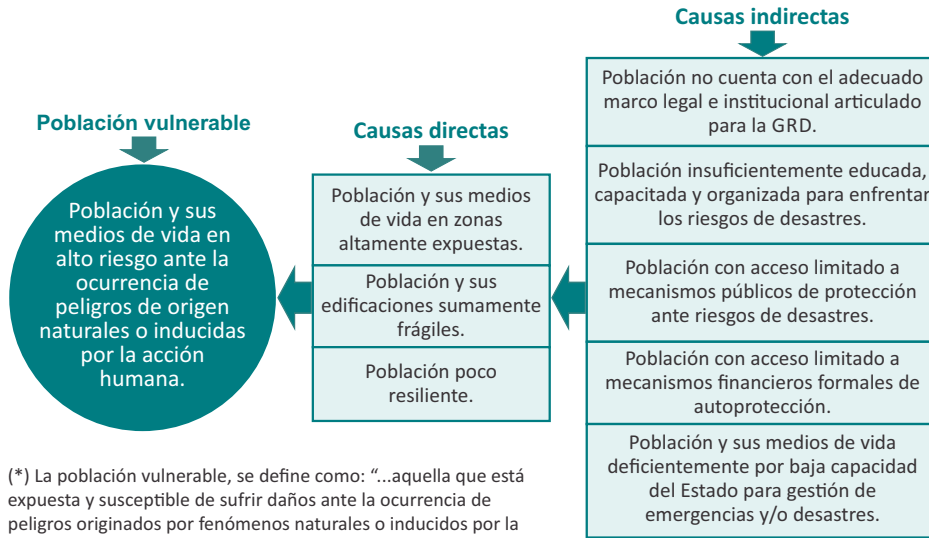 Población vulnerable
Población y sus
medios de vida en
alto riesgo ante la
ocurrencia de
peligros de origen
naturales o inducidas
por la acción
humana.
Causas directas
Población y sus medios
de vida en zonas
altamente expuestas.
Población y sus
edificaciones sumamente
frágiles.
Población poco
resiliente.
Causas indirectas
Población no cuenta con el adecuado
marco legal e institucional articulado
para la GRD.
Población insuficientemente educada,
capacitada y organizada para enfrentar
los riesgos de desastres.
Población con acceso limitado a
mecanismos públicos de protección
ante riesgos de desastres.
Población con acceso limitado a
mecanismos financieros formales de
autoprotección.
Población y sus medios de vida
deficientemente por baja capacidad
del Estado para gestión de
emergencias y/o desastres.
(*) La población vulnerable, se define como: “...aquella que está
expuesta y susceptible de sufrir daños ante la ocurrencia de
peligros originados por fenómenos naturales o inducidos por la